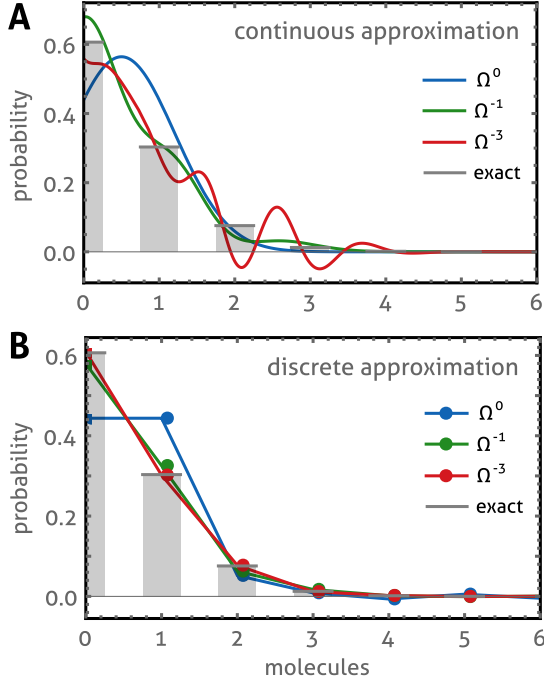 A
continuous approximation
probability
0.6
0.4
0.2
0.0
Ω⁰
Ω⁻¹
Ω⁻³
exact
0 1 2 3 4 5 6
B
discrete approximation
probability
0.6
0.4
0.2
0.0
Ω⁰
Ω⁻¹
Ω⁻³
exact
0 1 2 3 4 5 6
molecules